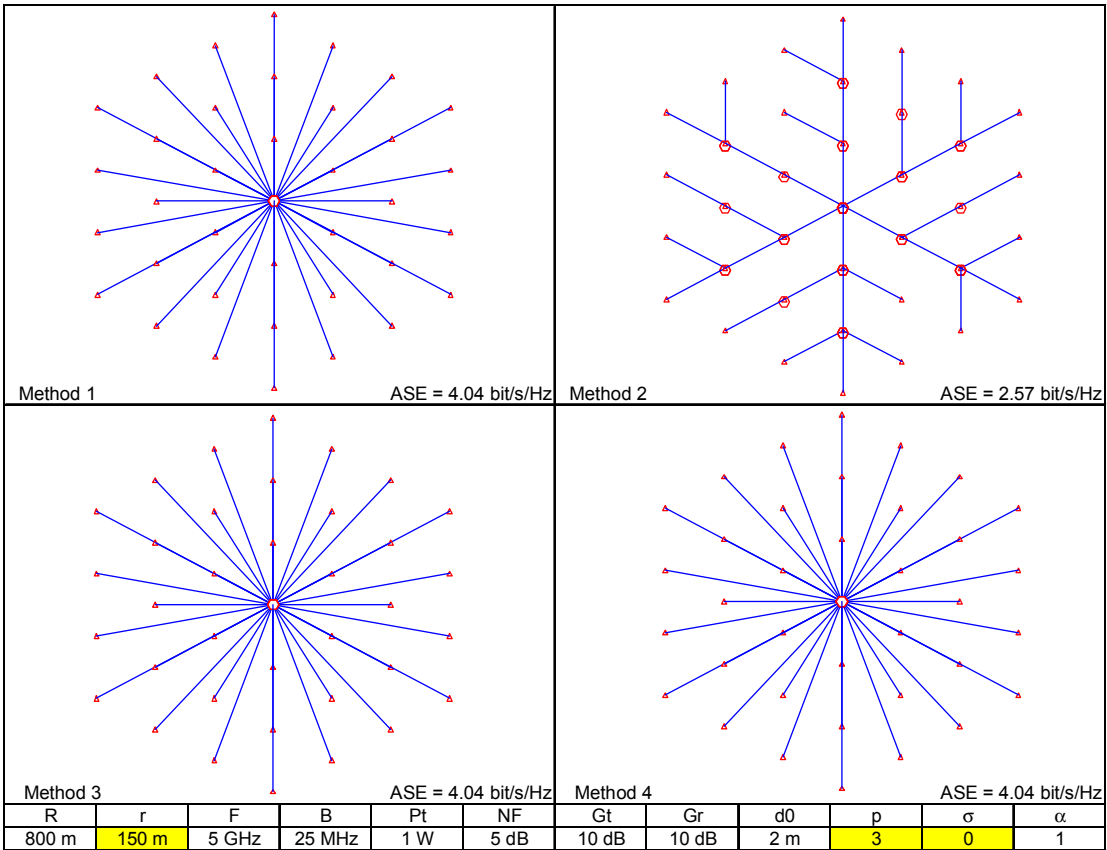 Method 1 ASE = 4.04 bit/s/Hz
Method 2 ASE = 2.57 bit/s/Hz
Method 3 ASE = 4.04 bit/s/Hz
Method 4 ASE = 4.04 bit/s/Hz
R r F B Pt NF Gt Gr d0 p σ α
800 m 150 m 5 GHz 25 MHz 1 W 5 dB 10 dB 10 dB 2 m 3 0 1